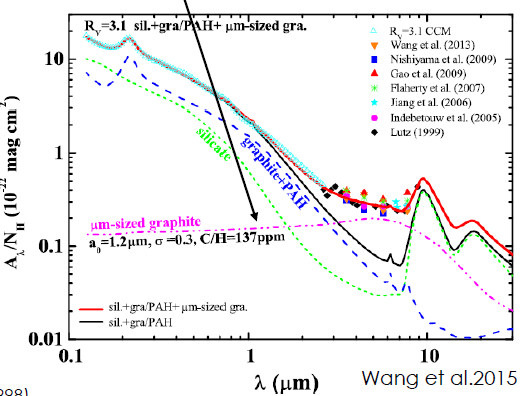 R_V=3.1 sil.+gra/PAH+ μm-sized gra.
R_V=3.1 CCM
Wang et al. (2013)
Nishiyama et al. (2009)
Gao et al. (2009)
Flaherty et al. (2007)
Jiang et al. (2006)
Indebetouw et al. (2005)
Lutz (1999)
silicate
graphite+PAH
μm-sized graphite
a_0=1.2μm, σ=0.3, C/H=137ppm
sil.+gra/PAH+ μm-sized gra.
sil.+gra/PAH
A_λ/N_H (10^-22 mag cm^2)
10
1
0.1
0.01
0.1
1
10
λ (μm)
Wang et al.2015
998)